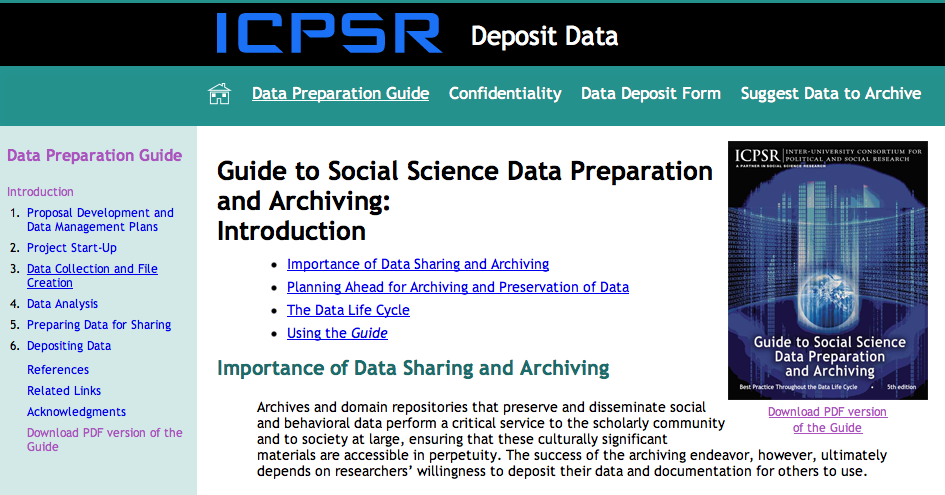 ICPSR Deposit Data
Data Preparation Guide Confidentiality Data Deposit Form Suggest Data to Archive
Data Preparation Guide
Introduction
1. Proposal Development and
Data Management Plans
2. Project Start-Up
3. Data Collection and File
Creation
4. Data Analysis
5. Preparing Data for Sharing
6. Depositing Data
References
Related Links
Acknowledgments
Download PDF version of the
Guide
Guide to Social Science Data Preparation
and Archiving:
Introduction
• Importance of Data Sharing and Archiving
• Planning Ahead for Archiving and Preservation of Data
• The Data Life Cycle
• Using the Guide
Importance of Data Sharing and Archiving
Archives and domain repositories that preserve and disseminate social
and behavioral data perform a critical service to the scholarly community
and to society at large, ensuring that these culturally significant
materials are accessible in perpetuity. The success of the archiving endeavor, however, ultimately
depends on researchers’ willingness to deposit their data and documentation for others to use.
ICPSR INTER-UNIVERSITY CONSORTIUM FOR
POLITICAL AND SOCIAL RESEARCH
A PARTNER IN SOCIAL SCIENCE RESEARCH
Guide to Social Science
Data Preparation
and Archiving
Best Practice Throughout the Data Life Cycle • 5th edition
Download PDF version
of the Guide